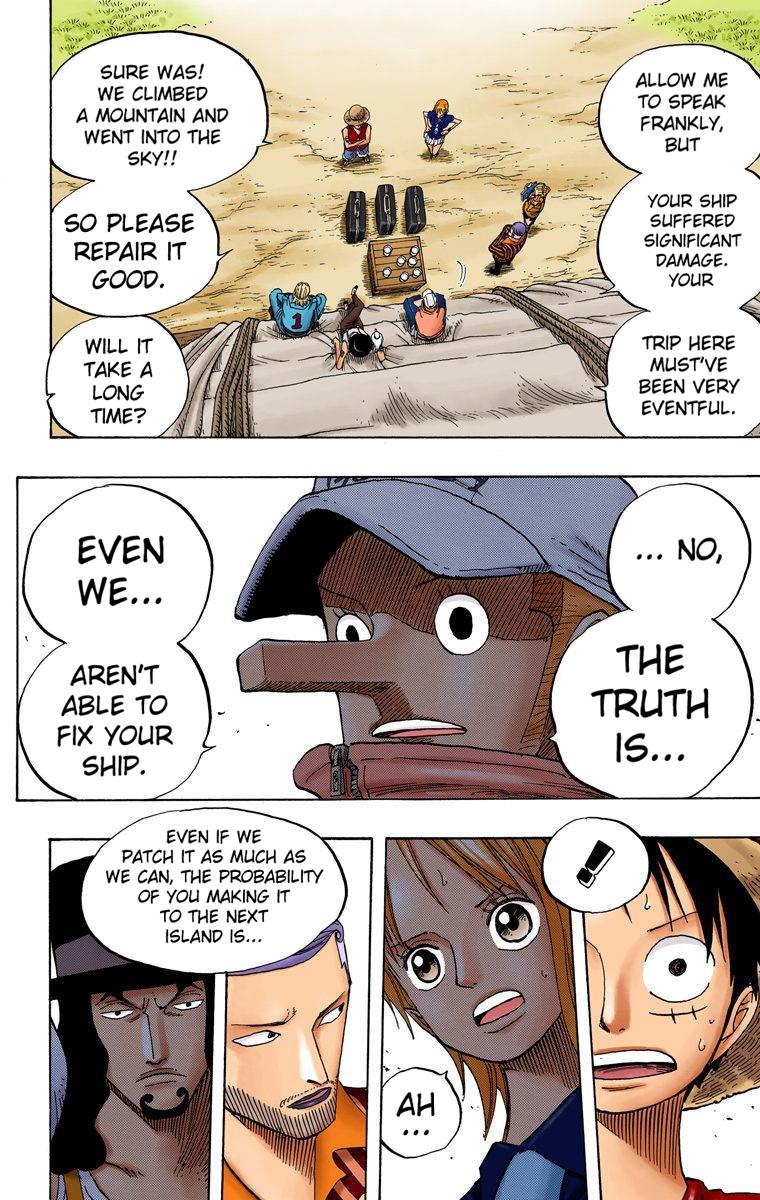 ALLOW ME
TO SPEAK
FRANKLY,
BUT
YOUR SHIP
SUFFERED
SIGNIFICANT
DAMAGE.
YOUR
TRIP HERE
MUST'VE
BEEN VERY
EVENTFUL.
SURE WAS!
WE CLIMBED
A MOUNTAIN AND
WENT INTO THE
SKY!!
SO PLEASE
REPAIR IT
GOOD.
WILL IT
TAKE A
LONG
TIME?
1
... NO,
THE
TRUTH
IS...
EVEN
WE...
AREN'T
ABLE TO
FIX YOUR
SHIP.
!
AH
...
EVEN IF WE
PATCH IT AS MUCH AS
WE CAN, THE PROBABILITY
OF YOU MAKING IT
TO THE NEXT
ISLAND IS...